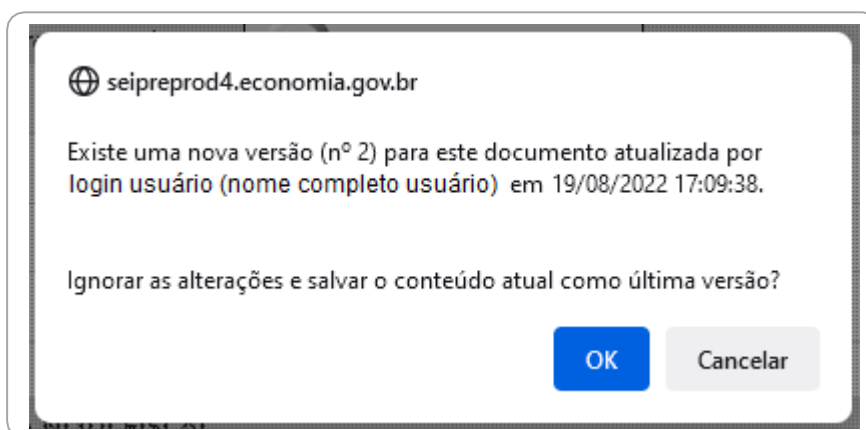 seipreprod4.economia.gov.br
Existe uma nova versão (nº 2) para este documento atualizada por
login usuário (nome completo usuário) em 19/08/2022 17:09:38.
Ignorar as alterações e salvar o conteúdo atual como última versão?
OK Cancelar